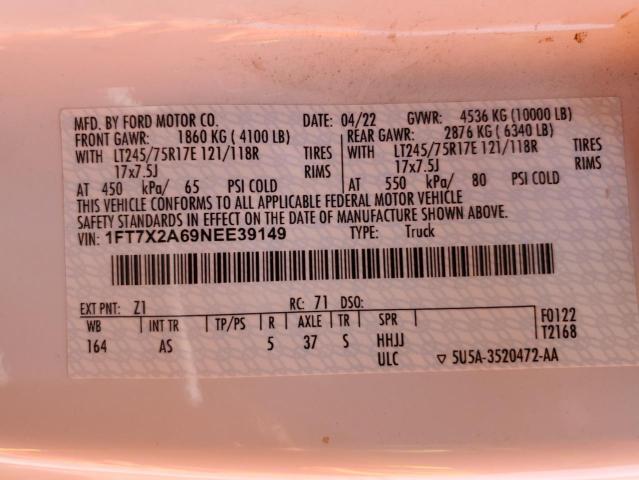 MFD. BY FORD MOTOR CO. DATE: 04/22 GVWR: 4536 KG (10000 LB)
FRONT GAWR: 1860 KG ( 4100 LB) REAR GAWR: 2876 KG ( 6340 LB)
WITH LT245/75R17E 121/118R TIRES WITH LT245/75R17E 121/118R TIRES
17x7.5J RIMS 17x7.5J RIMS
AT 450 kPa/ 65 PSI COLD AT 550 kPa/ 80 PSI COLD
THIS VEHICLE CONFORMS TO ALL APPLICABLE FEDERAL MOTOR VEHICLE
SAFETY STANDARDS IN EFFECT ON THE DATE OF MANUFACTURE SHOWN ABOVE.
VIN: 1FT7X2A69NEE39149 TYPE: Truck
EXT PNT: Z1 RC: 71 DSO:
WB INT TR TP/PS R AXLE TR SPR F0122
164 AS 5 37 S HHJJ T2168
ULC ▽ 5U5A-3520472-AA